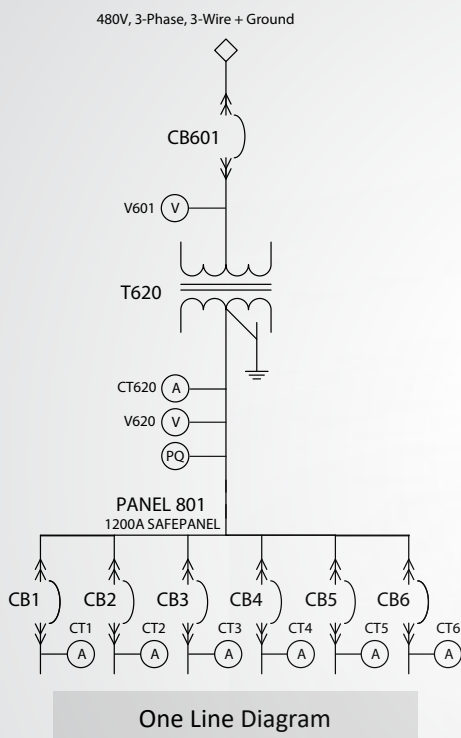 480V, 3-Phase, 3-Wire + Ground
CB601
V601 V
T620
CT620 A
V620 V
PQ
PANEL 801
1200A SAFEPANEL
CB1 CB2 CB3 CB4 CB5 CB6
CT1 CT2 CT3 CT4 CT5 CT6
A A A A A A
One Line Diagram